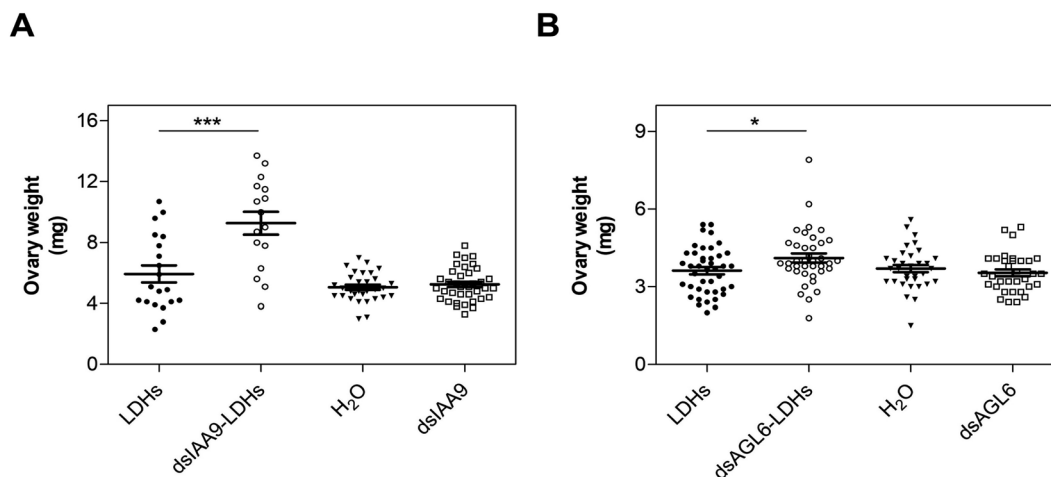 A
B
Ovary weight
(mg)
16
12
8
4
0
***
LDHs
dsIAA9-LDHs
H₂O
dsIAA9
Ovary weight
(mg)
9
6
3
0
*
LDHs
dsAGL6-LDHs
H₂O
dsAGL6